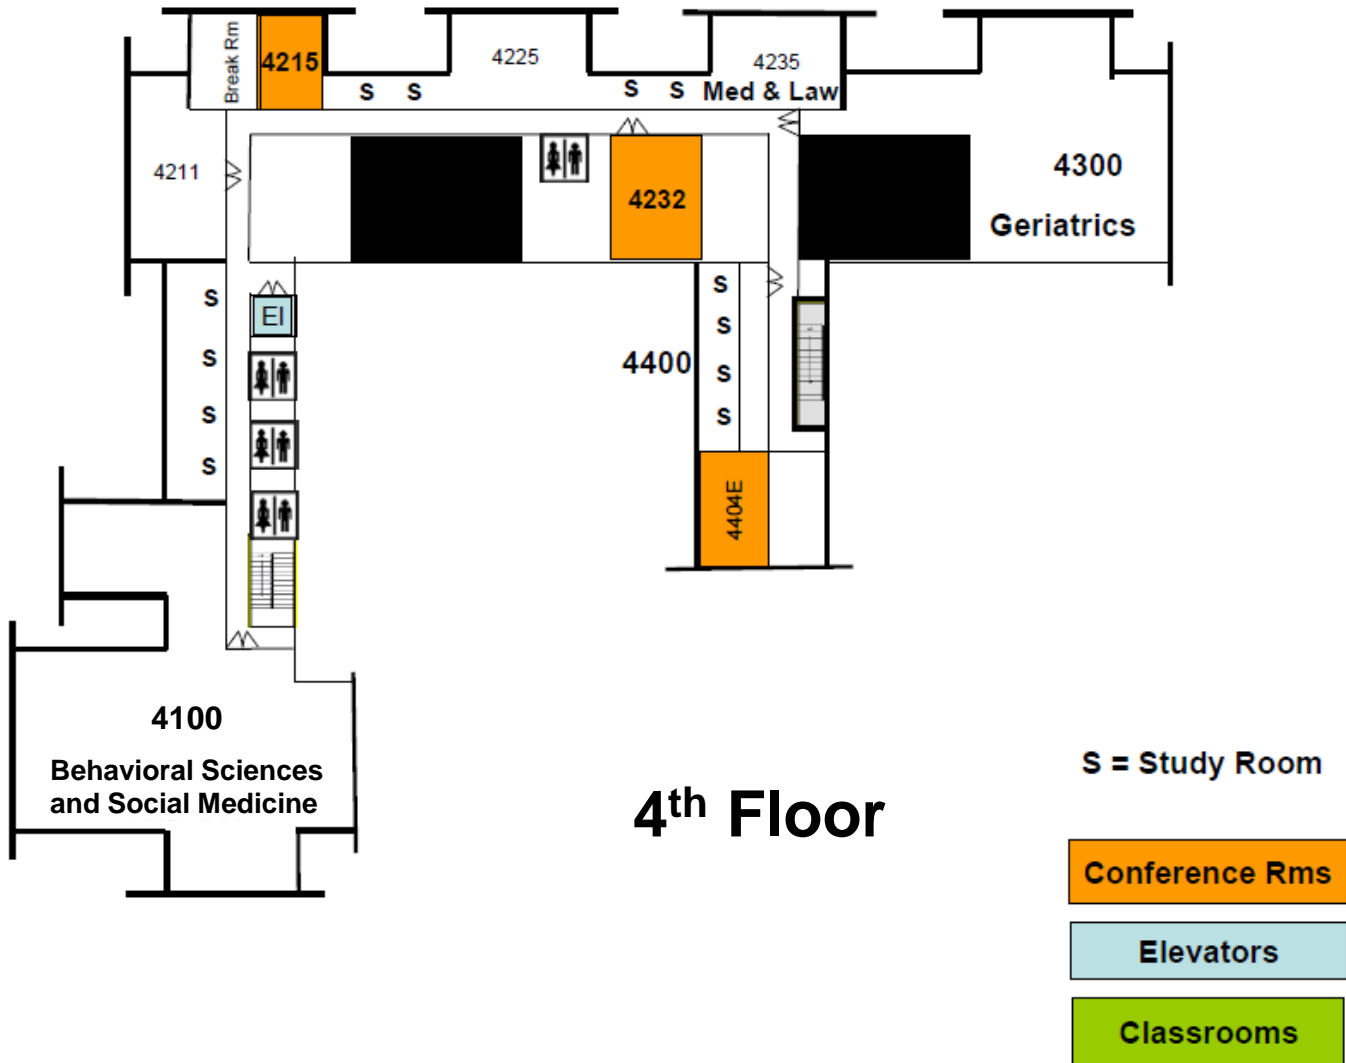 Break Rm
4215
4225
4235
S
S
S
S
Med & Law
4211
4232
4300
Geriatrics
S
S
S
S
EI
S
S
S
S
4400
4404E
4100
Behavioral Sciences
and Social Medicine
4th Floor
S = Study Room
Conference Rms
Elevators
Classrooms